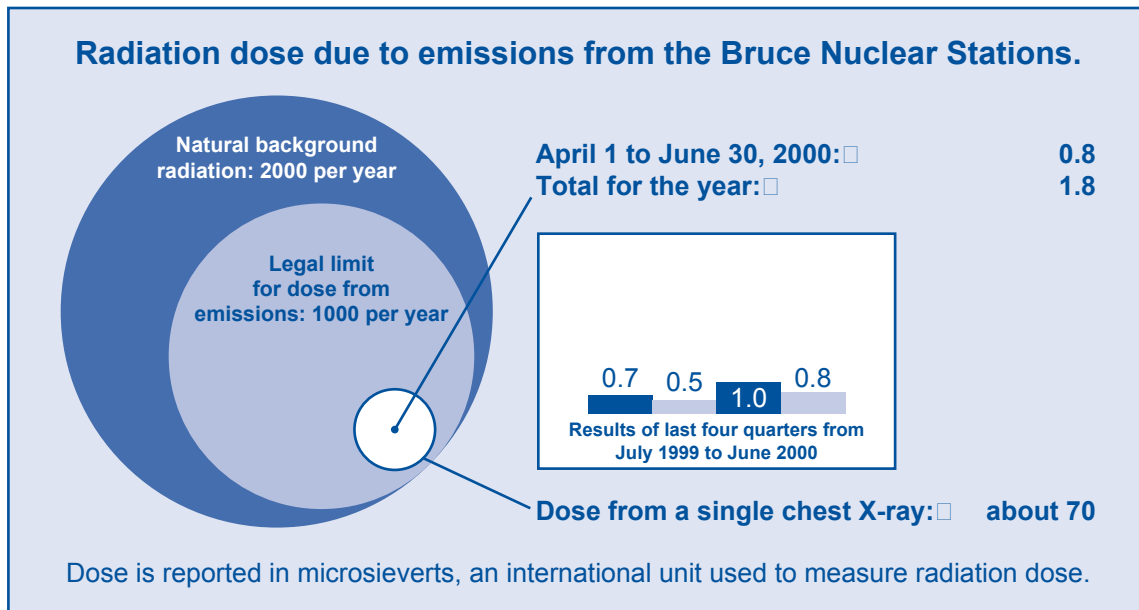 Radiation dose due to emissions from the Bruce Nuclear Stations.
Natural background
radiation: 2000 per year
Legal limit
for dose from
emissions: 1000 per year
April 1 to June 30, 2000:□ 0.8
Total for the year:□ 1.8
0.7 0.5 1.0 0.8
Results of last four quarters from
July 1999 to June 2000
Dose from a single chest X-ray:□ about 70
Dose is reported in microsieverts, an international unit used to measure radiation dose.